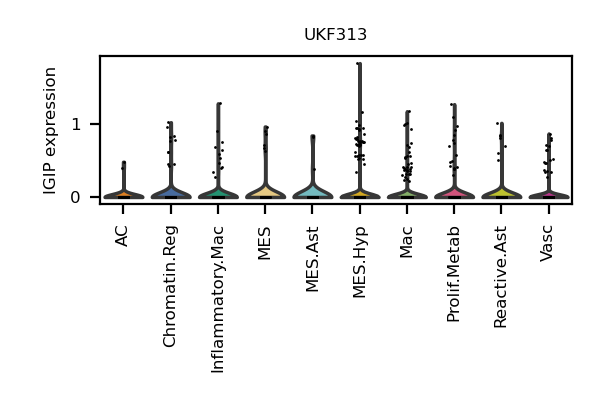 UKF313
IGIP expression
1
0
AC
Chromatin.Reg
Inflammatory.Mac
MES
MES.Ast
MES.Hyp
Mac
Prolif.Metab
Reactive.Ast
Vasc